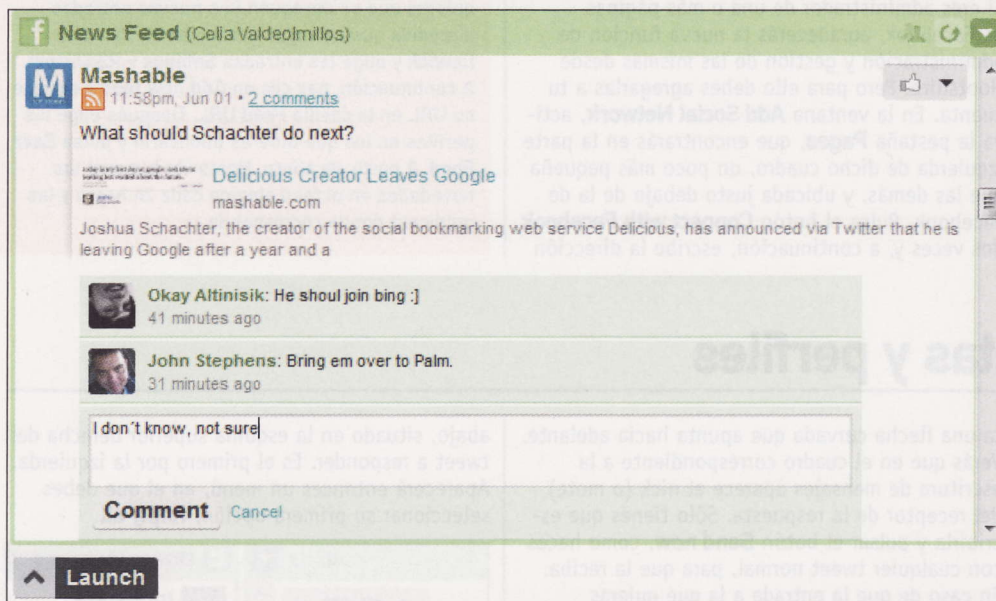 News Feed (Celia Valdeolmillos)
M
Mashable
11:58pm, Jun 01 • 2 comments
What should Schachter do next?
Delicious Creator Leaves Google
mashable.com
Joshua Schachter, the creator of the social bookmarking web service Delicious, has announced via Twitter that he is
leaving Google after a year and a
Okay Altinisik: He shoul join bing :]
41 minutes ago
John Stephens: Bring em over to Palm.
31 minutes ago
I don´t know, not sure
Comment Cancel
Launch